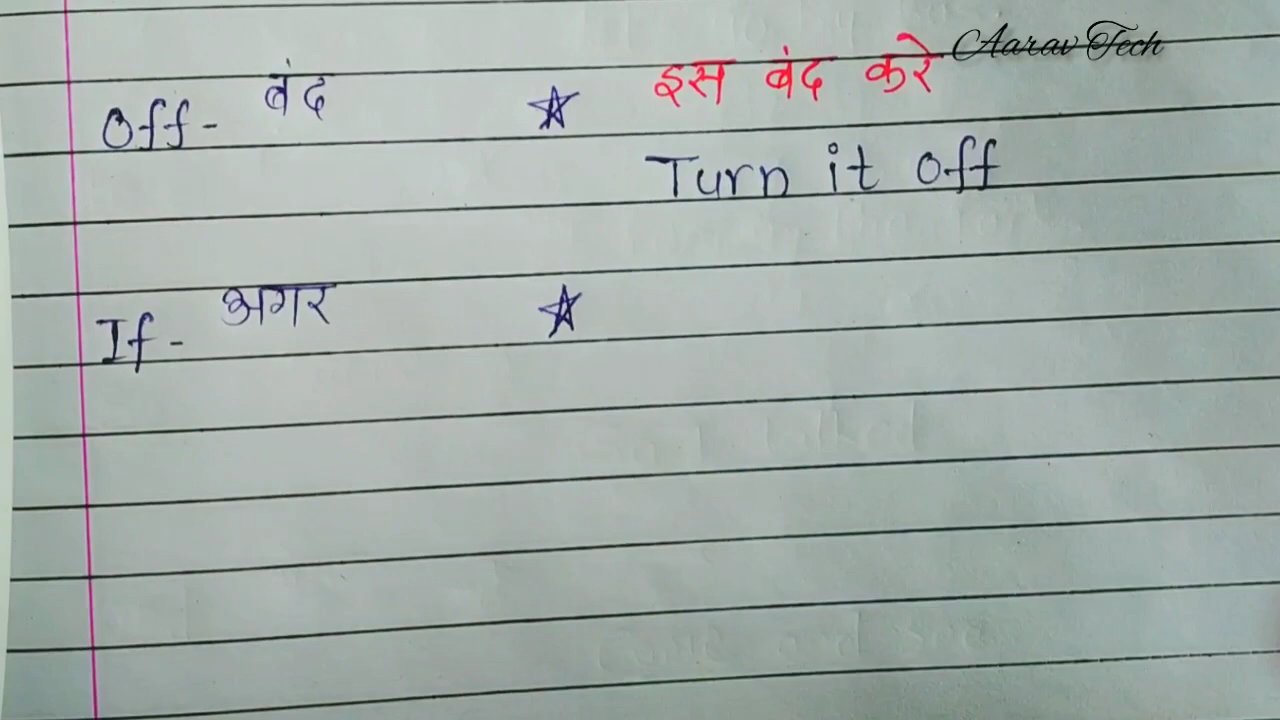 Off - बंद ☆ इस बंद करे Aarav Tech
Turn it off
If - अगर ☆